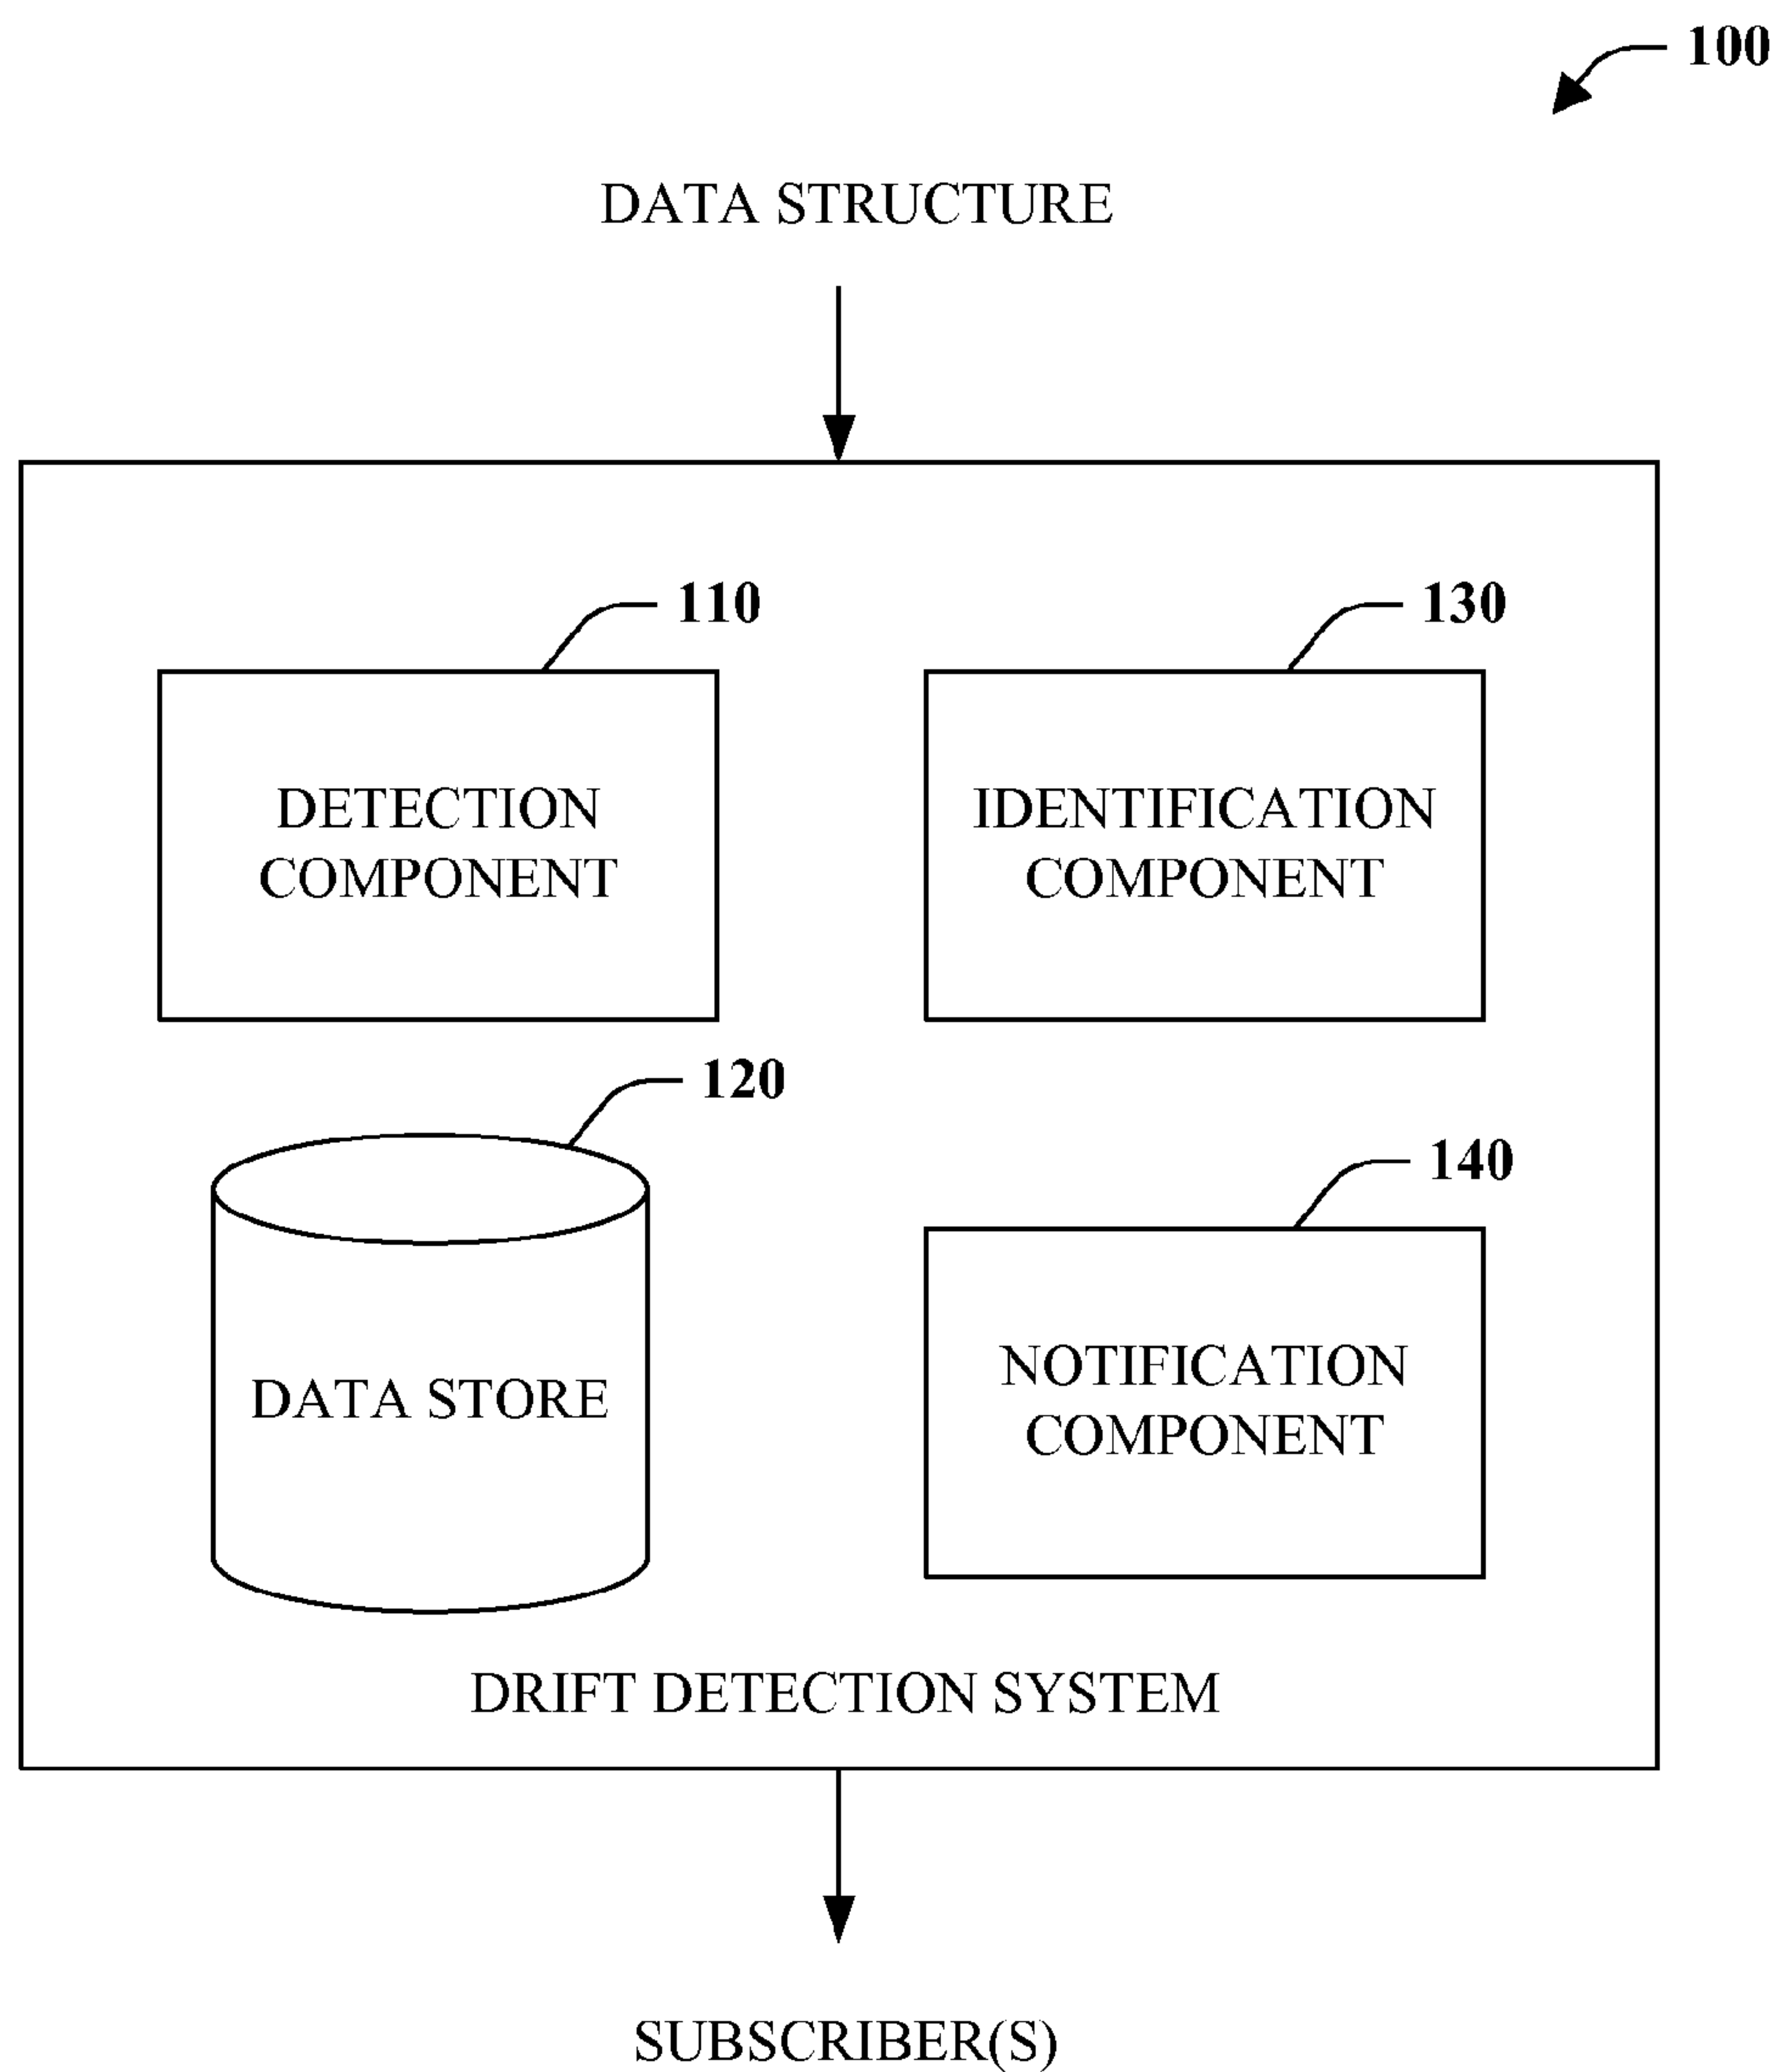 100
DATA STRUCTURE
110
130
DETECTION
COMPONENT
IDENTIFICATION
COMPONENT
120
140
DATA STORE
NOTIFICATION
COMPONENT
DRIFT DETECTION SYSTEM
SUBSCRIBER(S)